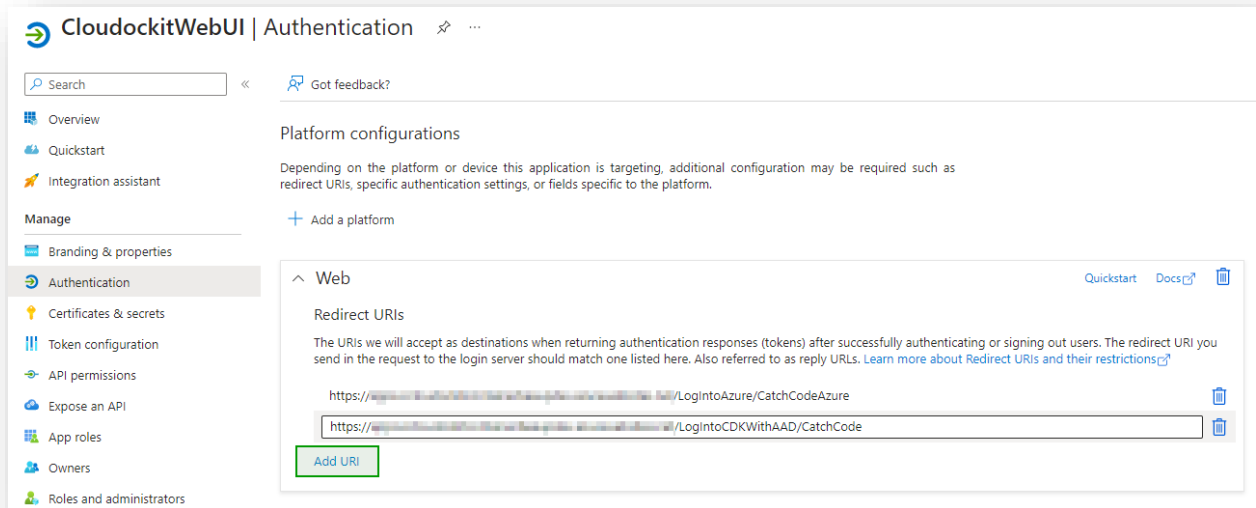 CloudockitWebUI | Authentication
Search
Got feedback?
Overview
Quickstart
Integration assistant
Manage
Branding & properties
Authentication
Certificates & secrets
Token configuration
API permissions
Expose an API
App roles
Owners
Roles and administrators
Platform configurations
Depending on the platform or device this application is targeting, additional configuration may be required such as
redirect URIs, specific authentication settings, or fields specific to the platform.
Add a platform
Web
Quickstart Docs
Redirect URIs
The URIs we will accept as destinations when returning authentication responses (tokens) after successfully authenticating or signing out users. The redirect URI you
send in the request to the login server should match one listed here. Also referred to as reply URLs. Learn more about Redirect URIs and their restrictions
https:// /LogIntoAzure/CatchCodeAzure
https:// /LogIntoCDKWithAAD/CatchCode
Add URI